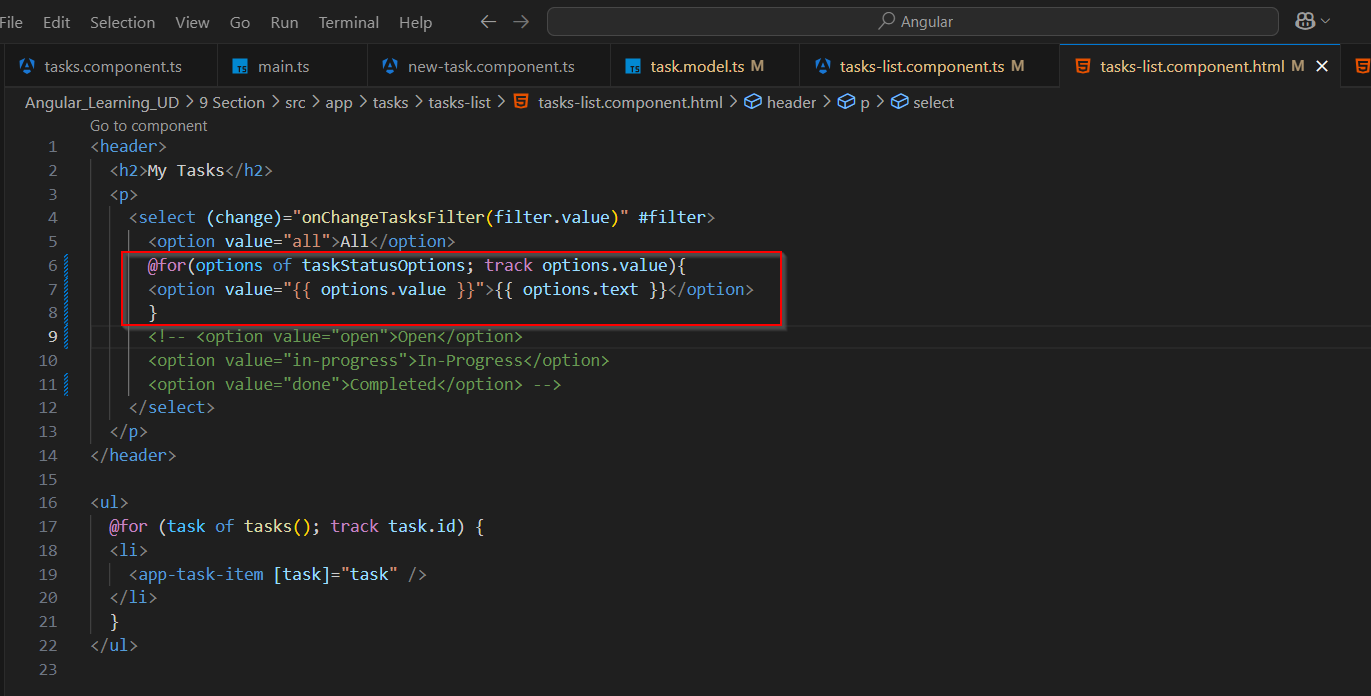 File Edit Selection View Go Run Terminal Help Angular
tasks.component.ts TS main.ts new-task.component.ts TS task.model.ts M tasks-list.component.ts M tasks-list.component.html M
Angular_Learning_UD > 9 Section > src > app > tasks > tasks-list > tasks-list.component.html > header > p > select
Go to component
1 <header>
2 <h2>My Tasks</h2>
3 <p>
4 <select (change)="onChangeTasksFilter(filter.value)" #filter>
5 <option value="all">All</option>
6 @for(options of taskStatusOptions; track options.value){
7 <option value="{{ options.value }}">{{ options.text }}</option>
8 }
9 <!-- <option value="open">Open</option>
10 <option value="in-progress">In-Progress</option>
11 <option value="done">Completed</option> -->
12 </select>
13 </p>
14 </header>
15
16 <ul>
17 @for (task of tasks(); track task.id) {
18 <li>
19 <app-task-item [task]="task" />
20 </li>
21 }
22 </ul>
23